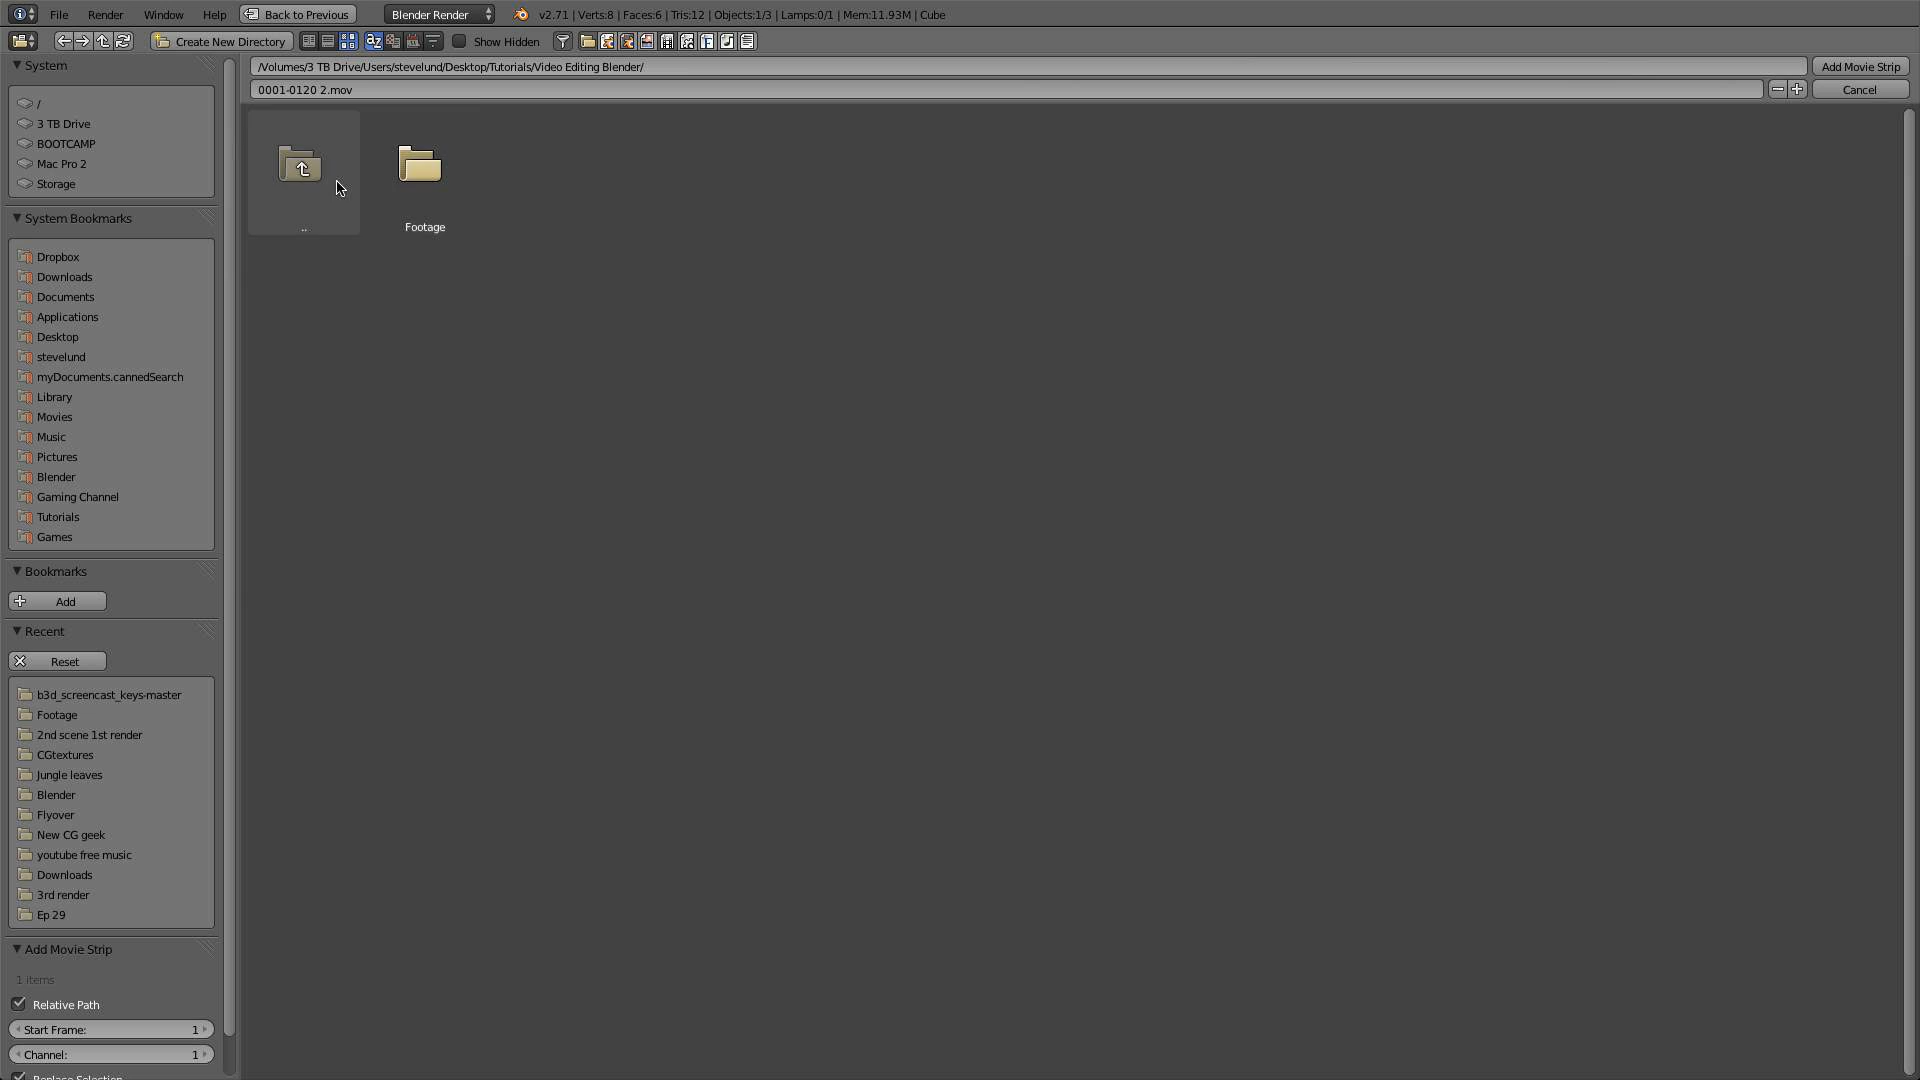 File Render Window Help Back to Previous Blender Render v2.71 | Verts:8 | Faces:6 | Tris:12 | Objects:1/3 | Lamps:0/1 | Mem:11.93M | Cube
Create New Directory Show Hidden
System
/
3 TB Drive
BOOTCAMP
Mac Pro 2
Storage
System Bookmarks
Dropbox
Downloads
Documents
Applications
Desktop
stevelund
myDocuments.cannedSearch
Library
Movies
Music
Pictures
Blender
Gaming Channel
Tutorials
Games
Bookmarks
Add
Recent
Reset
b3d_screencast_keys-master
Footage
2nd scene 1st render
CGtextures
Jungle leaves
Blender
Flyover
New CG geek
youtube free music
Downloads
3rd render
Ep 29
Add Movie Strip
1 items
Relative Path
Start Frame: 1
Channel: 1
Replace Selection
/Volumes/3 TB Drive/Users/stevelund/Desktop/Tutorials/Video Editing Blender/ Add Movie Strip
0001-0120 2.mov Cancel
.. Footage